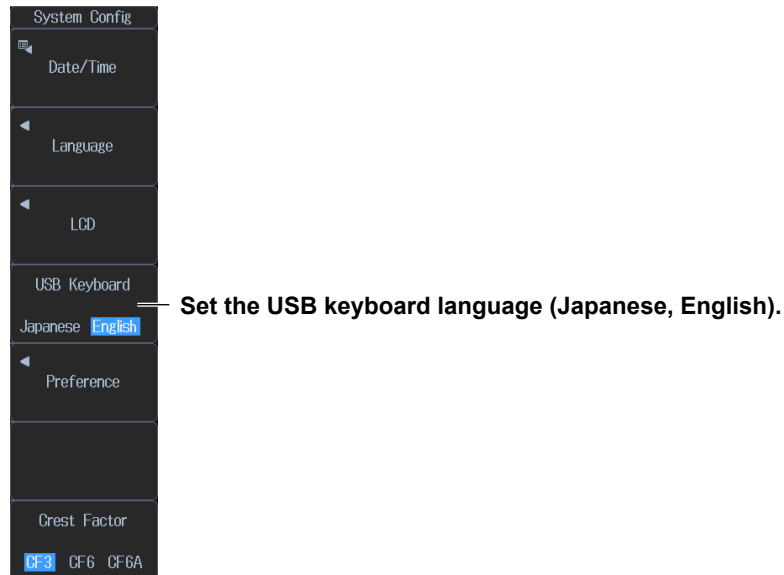 System Config
Date/Time
Language
LCD
USB Keyboard
Set the USB keyboard language (Japanese, English).
Japanese English
Preference
Crest Factor
CF3 CF6 CF6A